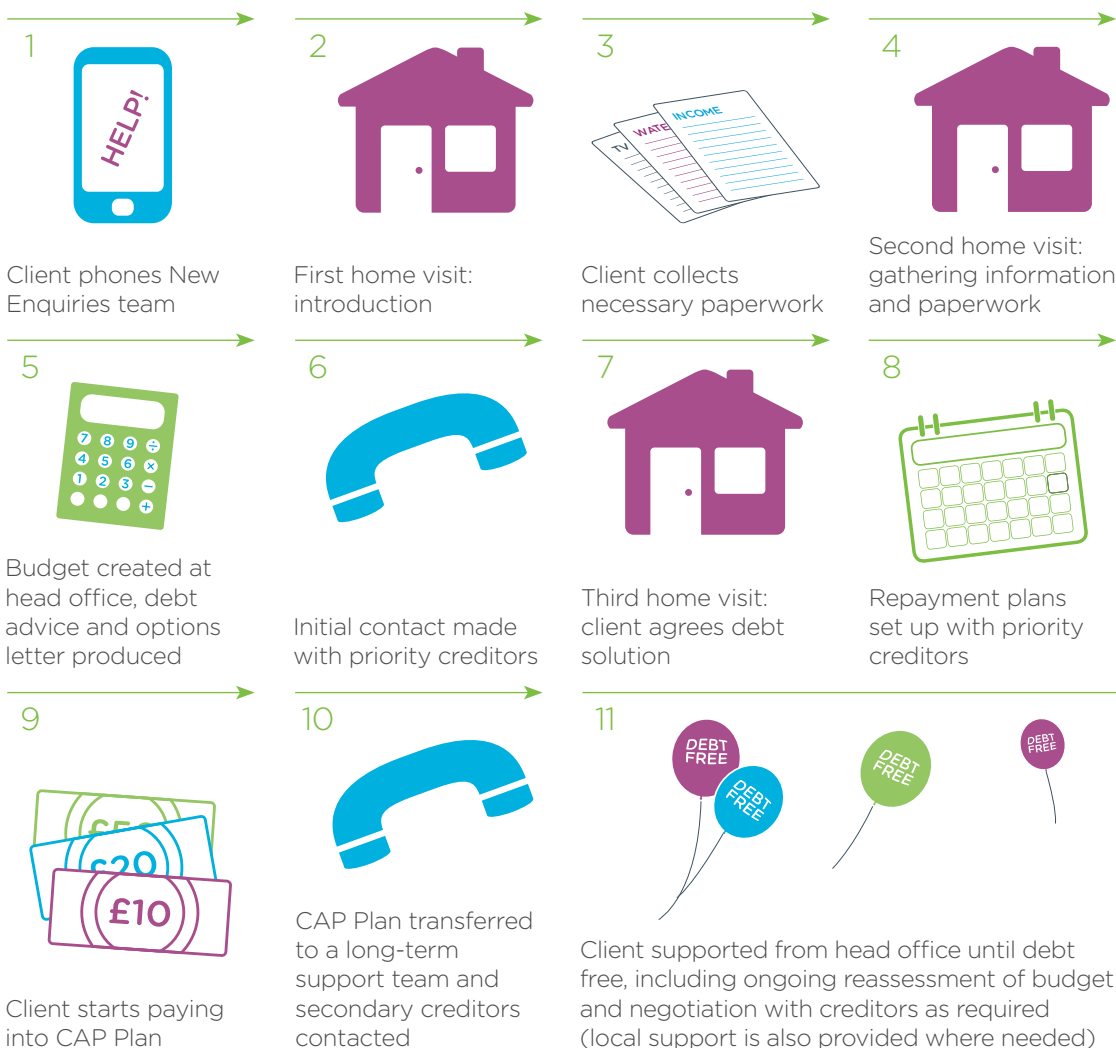 1
HELP!
Client phones New
Enquiries team
2
First home visit:
introduction
3
TV
WATE
INCOME
Client collects
necessary paperwork
4
Second home visit:
gathering information
and paperwork
5
7 8 9 ÷
4 5 6 ×
1 2 3 −
+
Budget created at
head office, debt
advice and options
letter produced
6
Initial contact made
with priority creditors
7
Third home visit:
client agrees debt
solution
8
Repayment plans
set up with priority
creditors
9
£20
£10
Client starts paying
into CAP Plan
10
CAP Plan transferred
to a long-term
support team and
secondary creditors
contacted
11
DEBT
FREE
DEBT
FREE
DEBT
FREE
DEBT
FREE
Client supported from head office until debt
free, including ongoing reassessment of budget
and negotiation with creditors as required
(local support is also provided where needed)